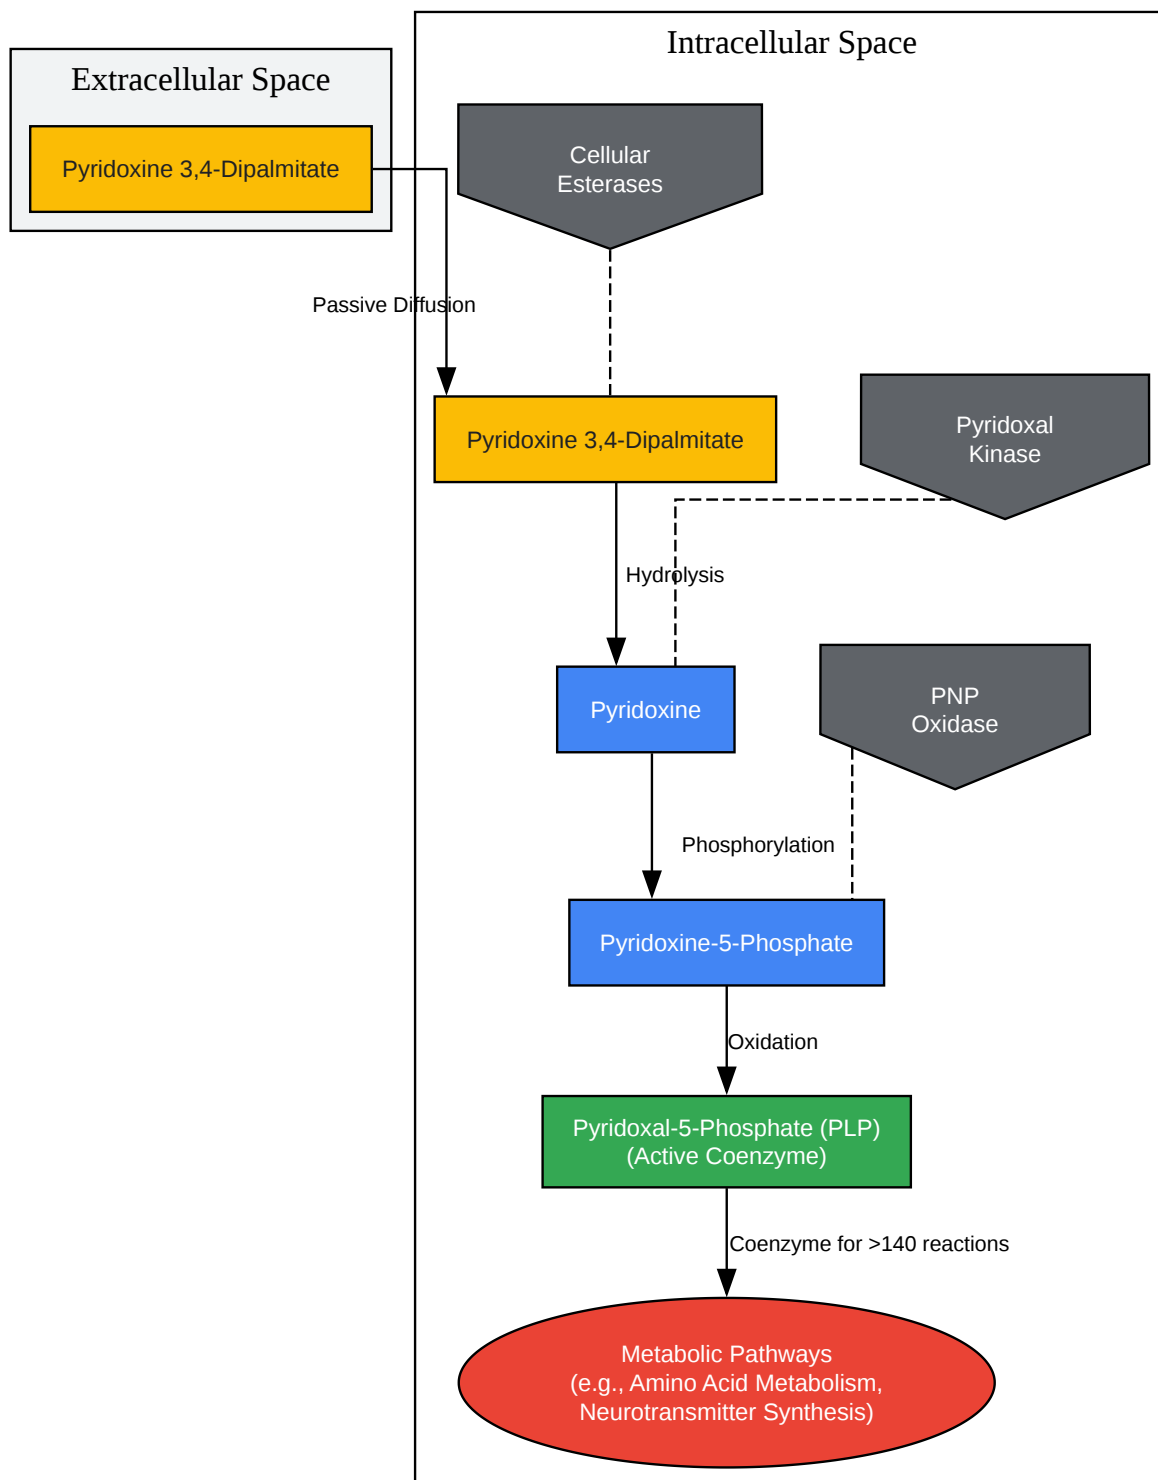 Intracellular Space
Extracellular Space
Pyridoxine 3,4-Dipalmitate
Cellular
Esterases
Passive Diffusion
Pyridoxine 3,4-Dipalmitate
Pyridoxal
Kinase
Hydrolysis
Pyridoxine
PNP
Oxidase
Phosphorylation
Pyridoxine-5-Phosphate
Oxidation
Pyridoxal-5-Phosphate (PLP)
(Active Coenzyme)
Coenzyme for >140 reactions
Metabolic Pathways
(e.g., Amino Acid Metabolism,
Neurotransmitter Synthesis)